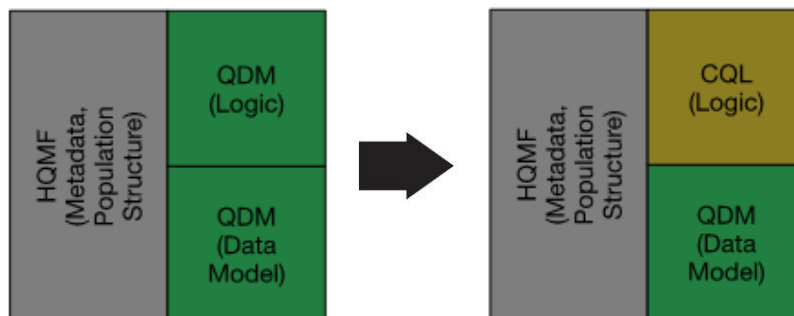 HQMF
(Metadata,
Population
Structure)
QDM
(Logic)
QDM
(Data
Model)
HQMF
(Metadata,
Population
Structure)
CQL
(Logic)
QDM
(Data
Model)